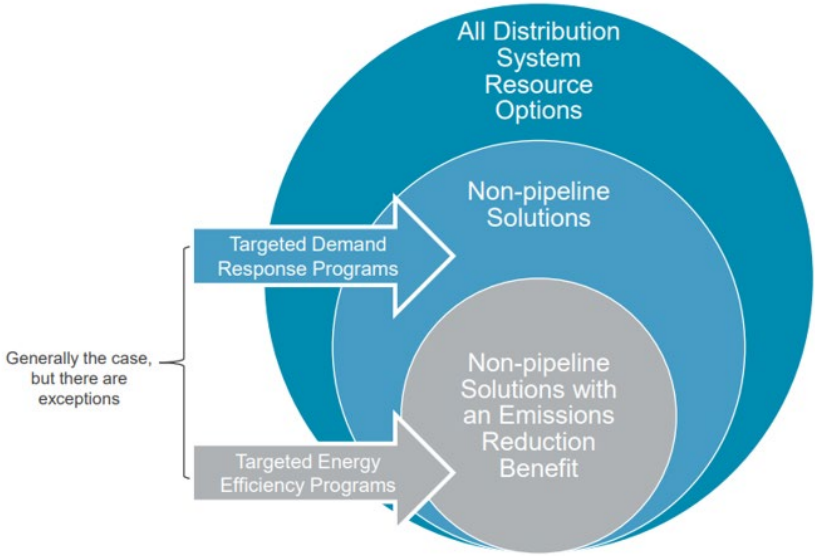 All Distribution
System
Resource
Options
Non-pipeline
Solutions
Targeted Demand
Response Programs
Generally the case,
but there are
exceptions
Non-pipeline
Solutions with
an Emissions
Reduction
Benefit
Targeted Energy
Efficiency Programs